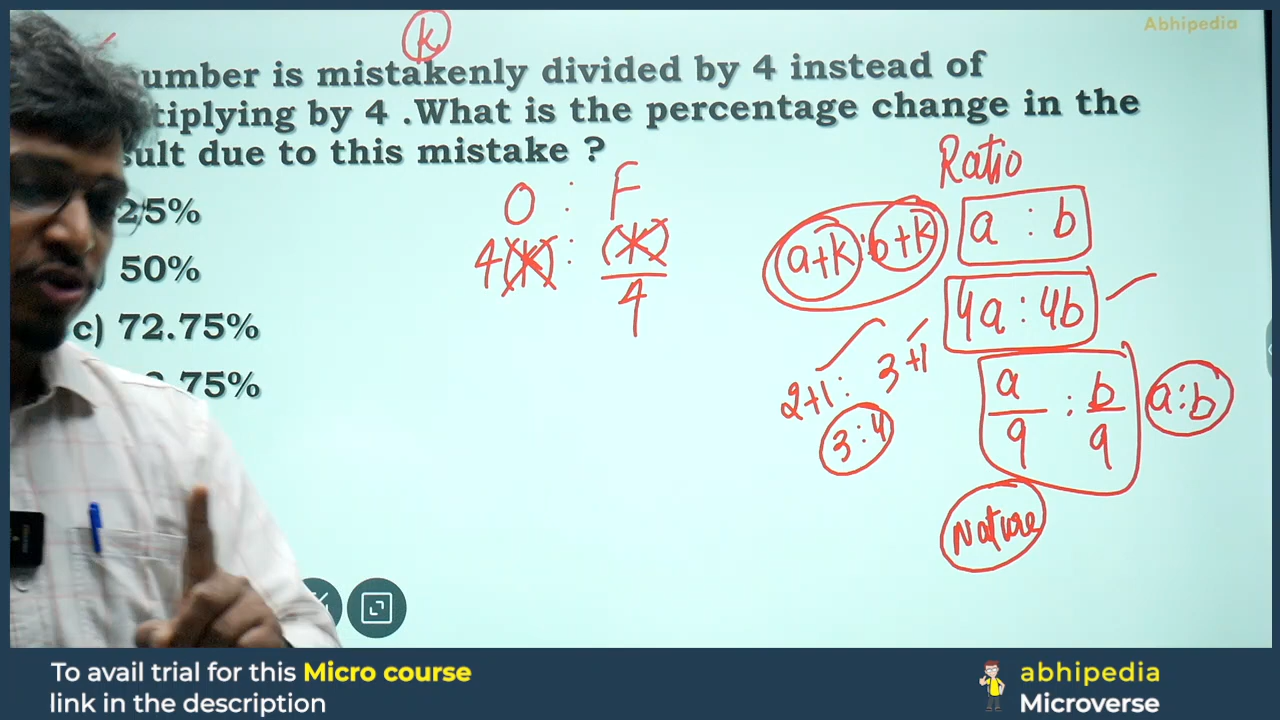 Abhipedia
k
umber is mistakenly divided by 4 instead of
tiplying by 4 .What is the percentage change in the
sult due to this mistake ?
25%
50%
c) 72.75%
.75%
O : F
4(k) : (k)/4
Ratio
a : b
a+k : b+k
4a : 4b
2+1 : 3+1
3 : 4
a/9 : b/9
a:b
Nature
To avail trial for this Micro course
link in the description
abhipedia
Microverse